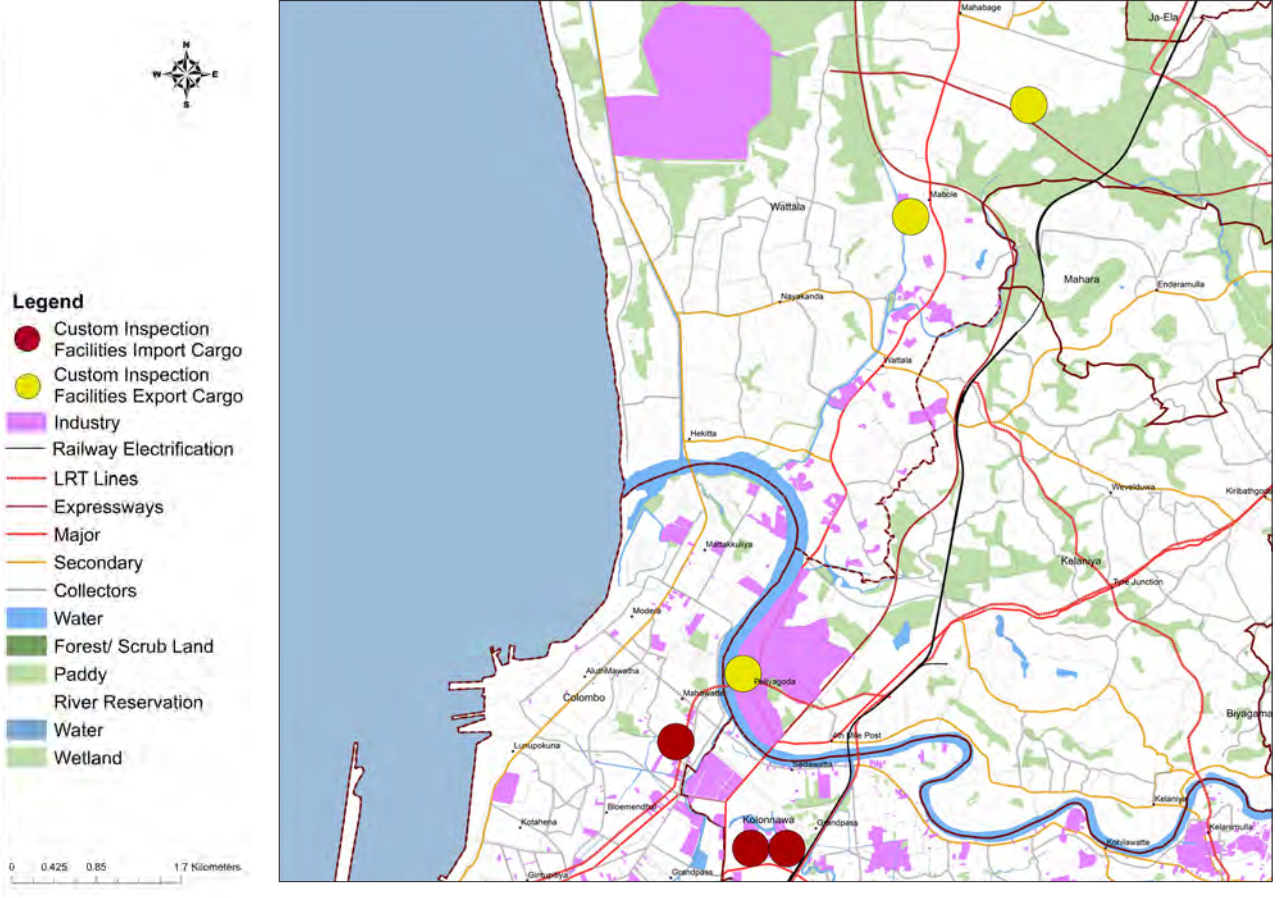 N
W E
S
Legend
Custom Inspection
Facilities Import Cargo
Custom Inspection
Facilities Export Cargo
Industry
Railway Electrification
LRT Lines
Expressways
Major
Secondary
Collectors
Water
Forest/ Scrub Land
Paddy
River Reservation
Water
Wetland
0 0.425 0.85 1.7 Kilometers
Mahabage
Ja-Ela
Mabole
Wattala
Mahara
Enderamulla
Nayakanda
Wattala
Hekitta
Wevelduwa
Kiribathgoda
Mattakkuliya
Kelaniya
Tyre Junction
Modera
AluthMawatha
Peliyagoda
Mahawatte
Colombo
Biyagama
4th Mile Post
Lunupokuna
Sedawatta
Kelaniya
Bloemendhal
Kolonnawa
Grandpass
Kotahena
Kelanimulla
Kohilawatte
Grandpass
Gintupitiya